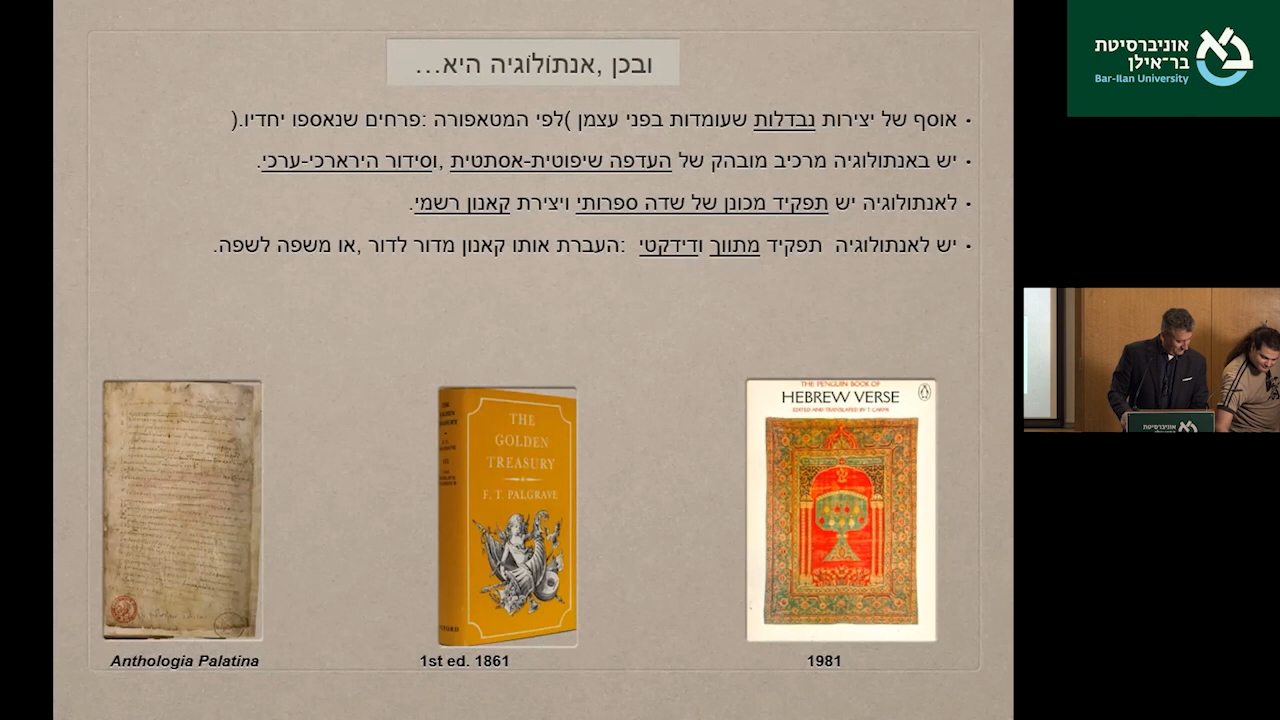 ובכן ,אנתולוגיה היא...
• אוסף של יצירות נבדלות שעומדות בפני עצמן )לפי המטאפורה :פרחים שנאספו יחדיו.(
• יש באנתולוגיה מרכיב מובהק של העדפה שיפוטית-אסתטית ,וסידור היררכי-ערכי.
• לאנתולוגיה יש תפקיד מכונן של שדה ספרותי ויצירת קאנון רשמי.
• יש לאנתולוגיה תפקיד מתווך ודידקטי :העברת אותו קאנון מדור לדור ,או משפה לשפה.
THE PENGUIN BOOK OF
HEBREW VERSE
EDITED AND TRANSLATED BY T. CARMI
THE
GOLDEN
TREASURY
F. T. PALGRAVE
Anthologia Palatina
1st ed. 1861
1981
אוניברסיטת
בר־אילן
Bar-Ilan University
אוניברסיטת